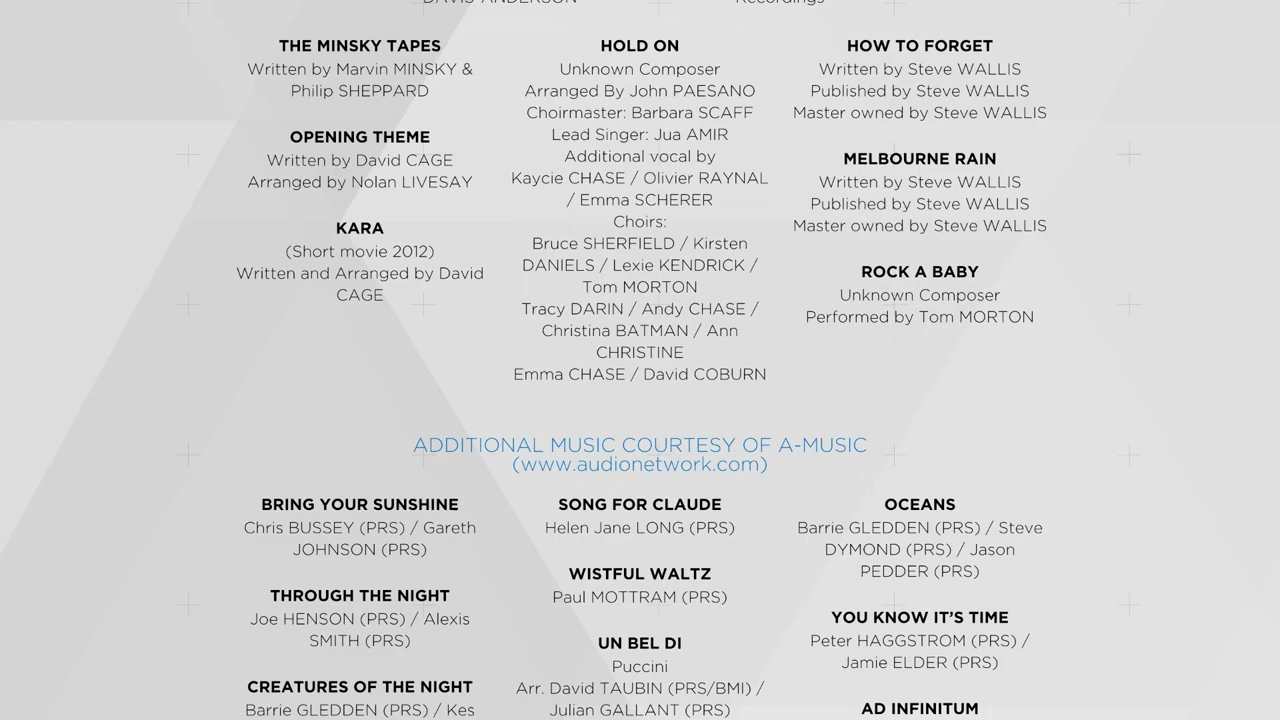 DAVIS-ANDERSON
Recordings
THE MINSKY TAPES
Written by Marvin MINSKY &
Philip SHEPPARD
OPENING THEME
Written by David CAGE
Arranged by Nolan LIVESAY
KARA
(Short movie 2012)
Written and Arranged by David
CAGE
HOLD ON
Unknown Composer
Arranged By John PAESANO
Choirmaster: Barbara SCAFF
Lead Singer: Jua AMIR
Additional vocal by
Kaycie CHASE / Olivier RAYNAL
/ Emma SCHERER
Choirs:
Bruce SHERFIELD / Kirsten
DANIELS / Lexie KENDRICK /
Tom MORTON
Tracy DARIN / Andy CHASE /
Christina BATMAN / Ann
CHRISTINE
Emma CHASE / David COBURN
HOW TO FORGET
Written by Steve WALLIS
Published by Steve WALLIS
Master owned by Steve WALLIS
MELBOURNE RAIN
Written by Steve WALLIS
Published by Steve WALLIS
Master owned by Steve WALLIS
ROCK A BABY
Unknown Composer
Performed by Tom MORTON
ADDITIONAL MUSIC COURTESY OF A-MUSIC
(www.audionetwork.com)
BRING YOUR SUNSHINE
Chris BUSSEY (PRS) / Gareth
JOHNSON (PRS)
THROUGH THE NIGHT
Joe HENSON (PRS) / Alexis
SMITH (PRS)
CREATURES OF THE NIGHT
Barrie GLEDDEN (PRS) / Kes
SONG FOR CLAUDE
Helen Jane LONG (PRS)
WISTFUL WALTZ
Paul MOTTRAM (PRS)
UN BEL DI
Puccini
Arr. David TAUBIN (PRS/BMI) /
Julian GALLANT (PRS)
OCEANS
Barrie GLEDDEN (PRS) / Steve
DYMOND (PRS) / Jason
PEDDER (PRS)
YOU KNOW IT'S TIME
Peter HAGGSTROM (PRS) /
Jamie ELDER (PRS)
AD INFINITUM